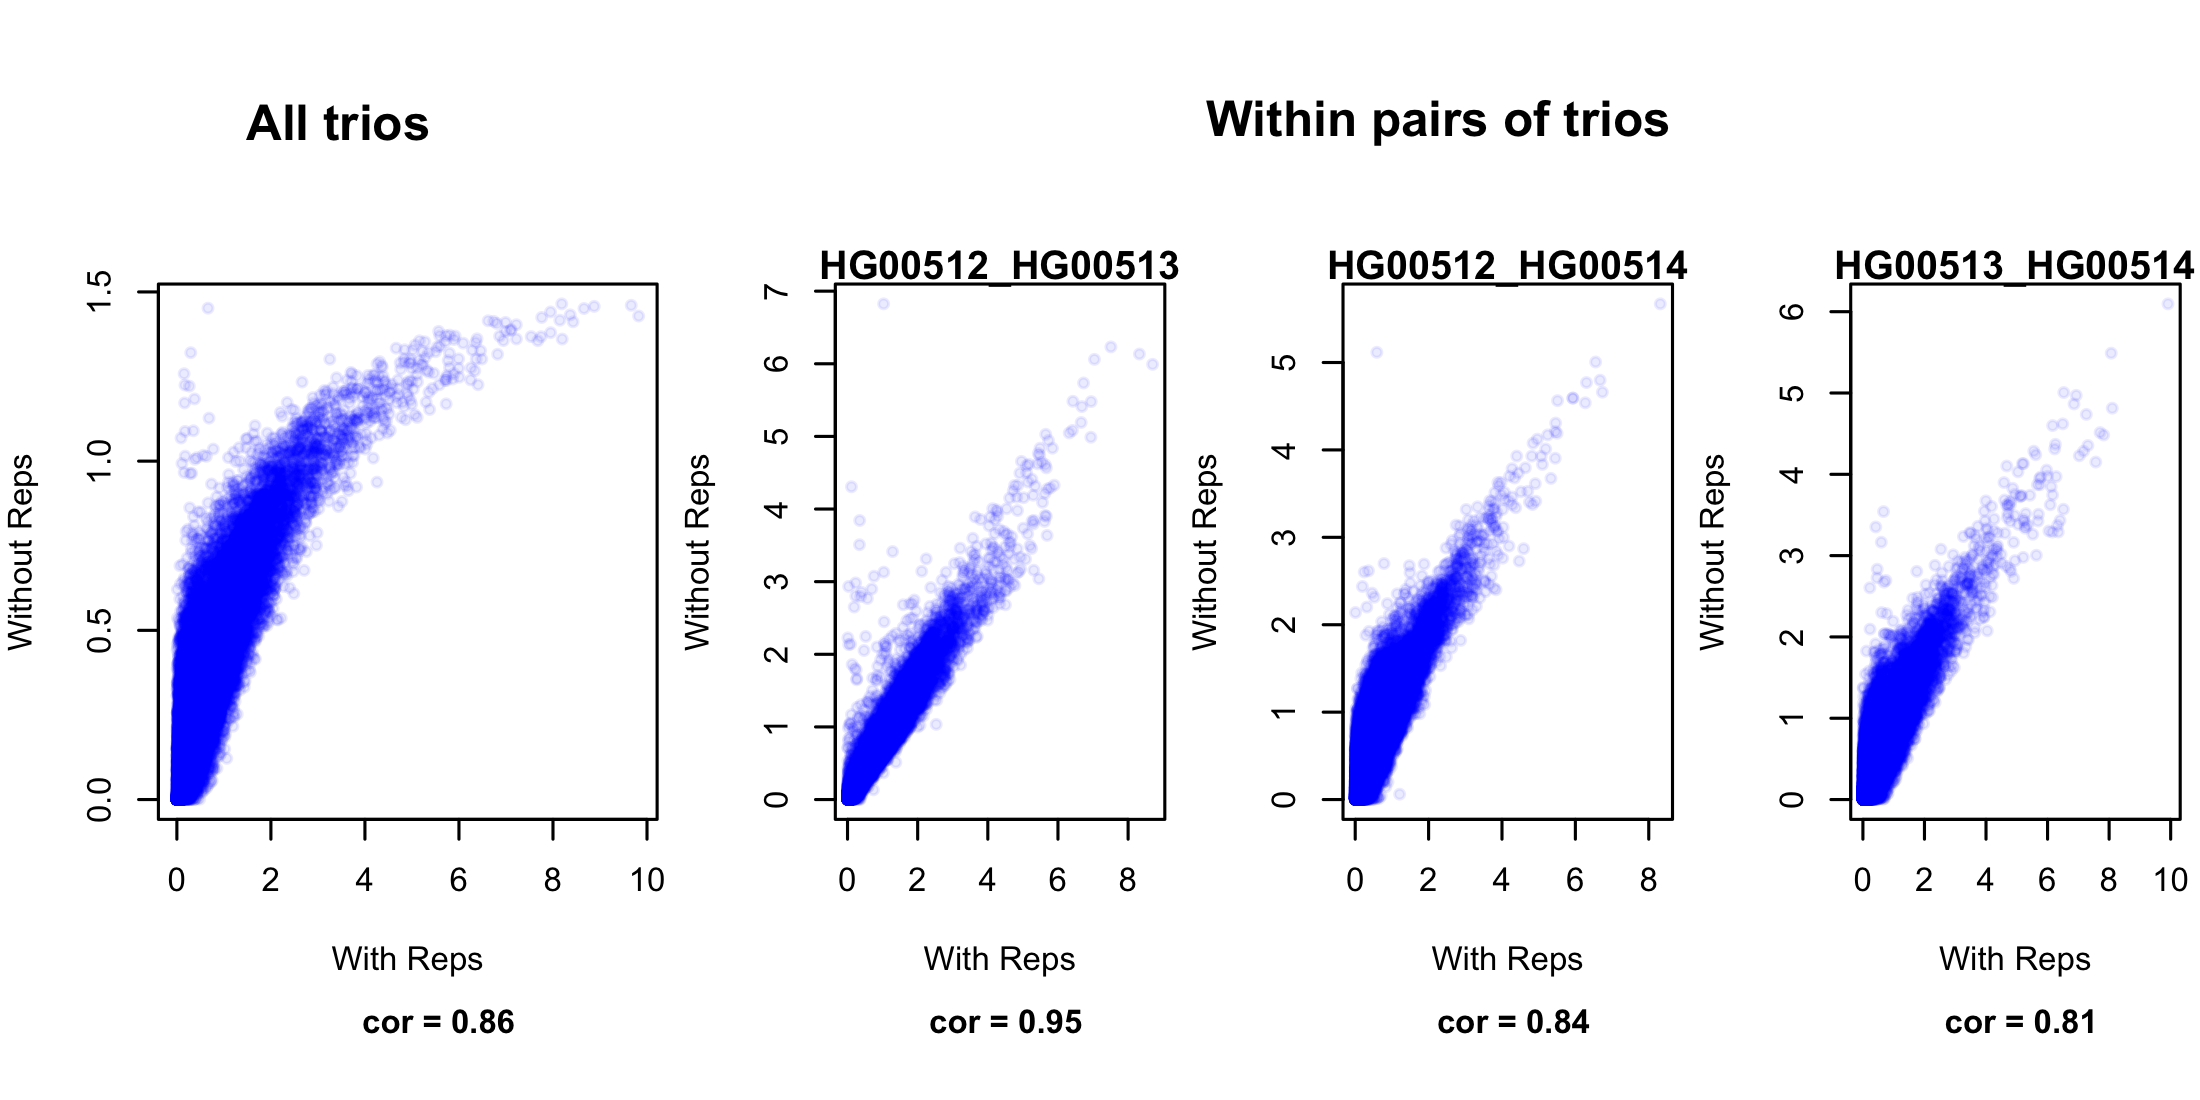 All trios
Within pairs of trios
HG00512_HG00513
HG00512_HG00514
HG00513_HG00514
Without Reps
1.5
1.0
0.5
0.0
0 2 4 6 8 10
With Reps
cor = 0.86
Without Reps
7
6
5
4
3
2
1
0
0 2 4 6 8
With Reps
cor = 0.95
Without Reps
5
4
3
2
1
0
0 2 4 6 8
With Reps
cor = 0.84
Without Reps
6
5
4
3
2
1
0
0 2 4 6 8 10
With Reps
cor = 0.81